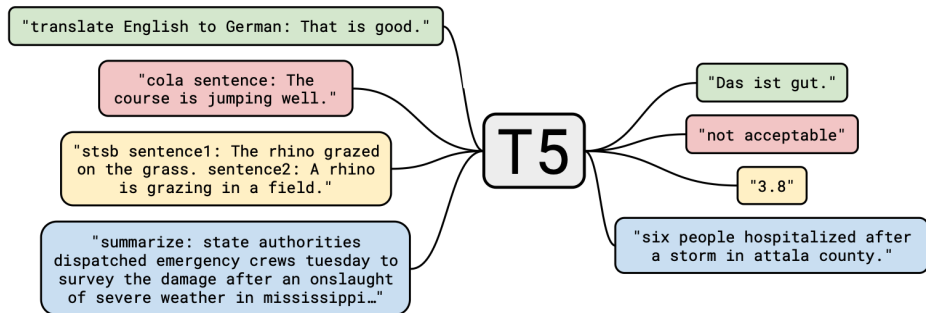 "translate English to German: That is good."
"cola sentence: The
course is jumping well."
"stsb sentence1: The rhino grazed
on the grass. sentence2: A rhino
is grazing in a field."
"summarize: state authorities
dispatched emergency crews tuesday to
survey the damage after an onslaught
of severe weather in mississippi…"
T5
"Das ist gut."
"not acceptable"
"3.8"
"six people hospitalized after
a storm in attala county."